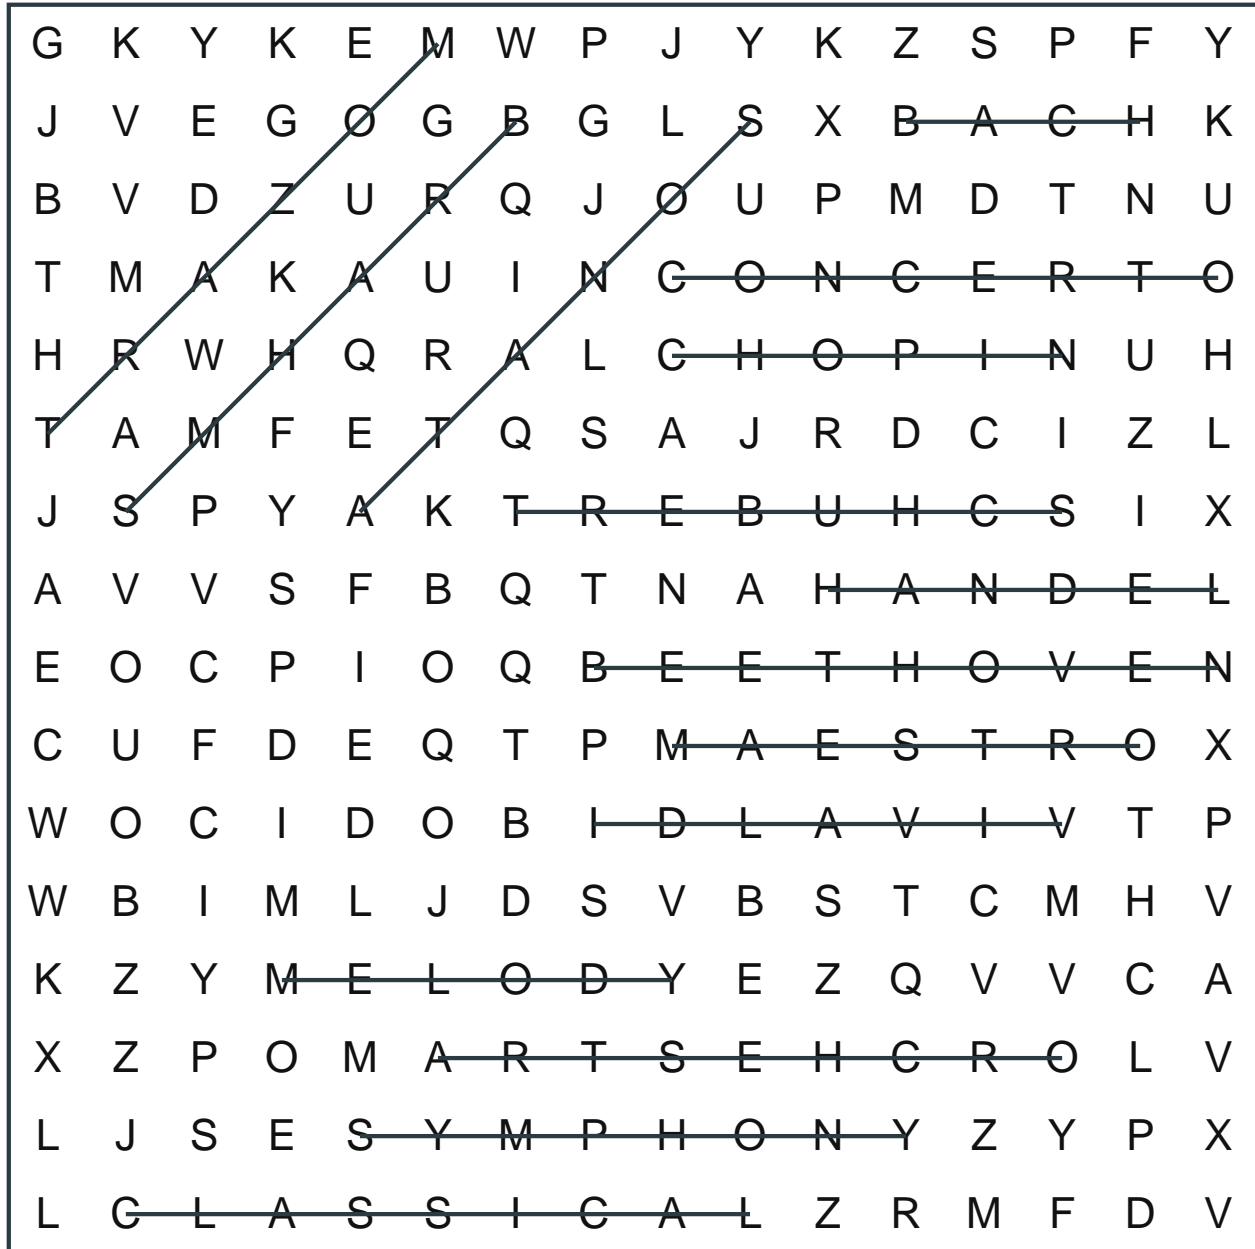 G K Y K E M W P J Y K Z S P F Y
J V E G O G B G L S X B A C H K
B V D Z U R Q J O U P M D T N U
T M A K A U I N C O N C E R T O
H R W H Q R A L C H O P I N U H
T A M F E T Q S A J R D C I Z L
J S P Y A K T R E B U H C S I X
A V V S F B Q T N A H A N D E L
E O C P I O Q B E E T H O V E N
C U F D E Q T P M A E S T R O X
W O C I D O B I D L A V I V T P
W B I M L J D S V B S T C M H V
K Z Y M E L O D Y E Z Q V V C A
X Z P O M A R T S E H C R O L V
L J S E S Y M P H O N Y Z Y P X
L C L A S S I C A L Z R M F D V